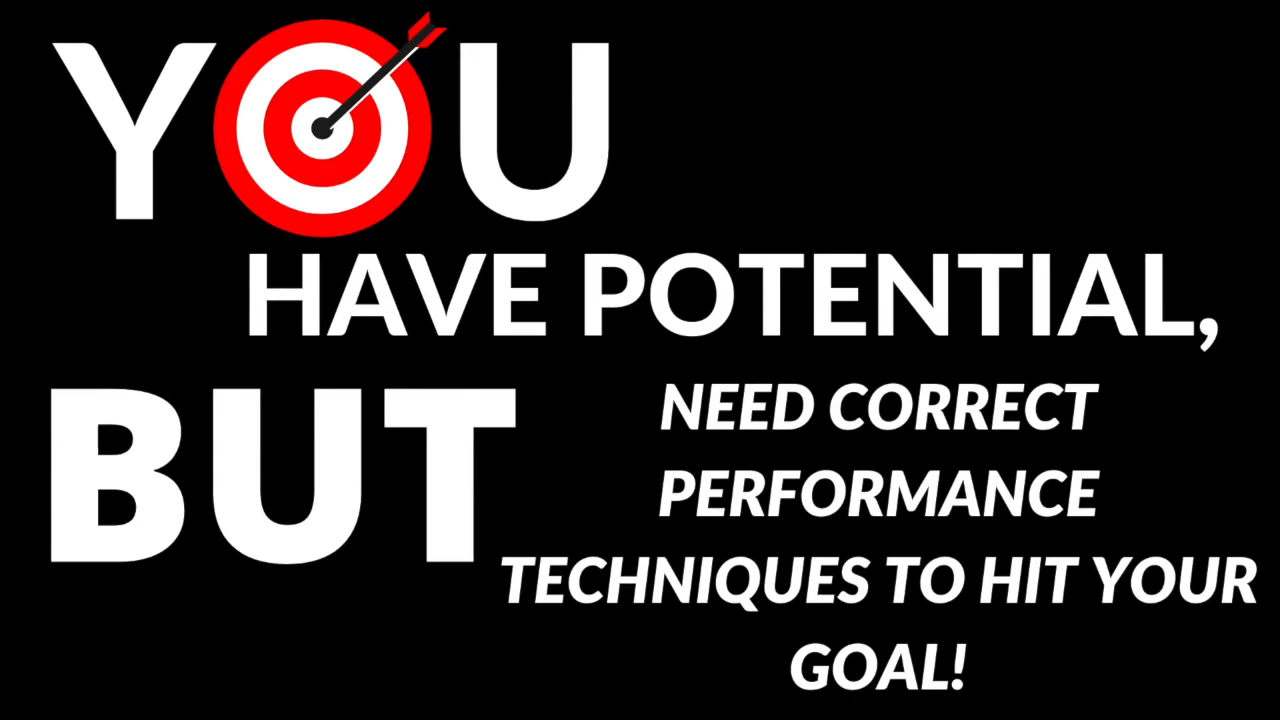 YOU
HAVE POTENTIAL,
BUT
NEED CORRECT
PERFORMANCE
TECHNIQUES TO HIT YOUR
GOAL!